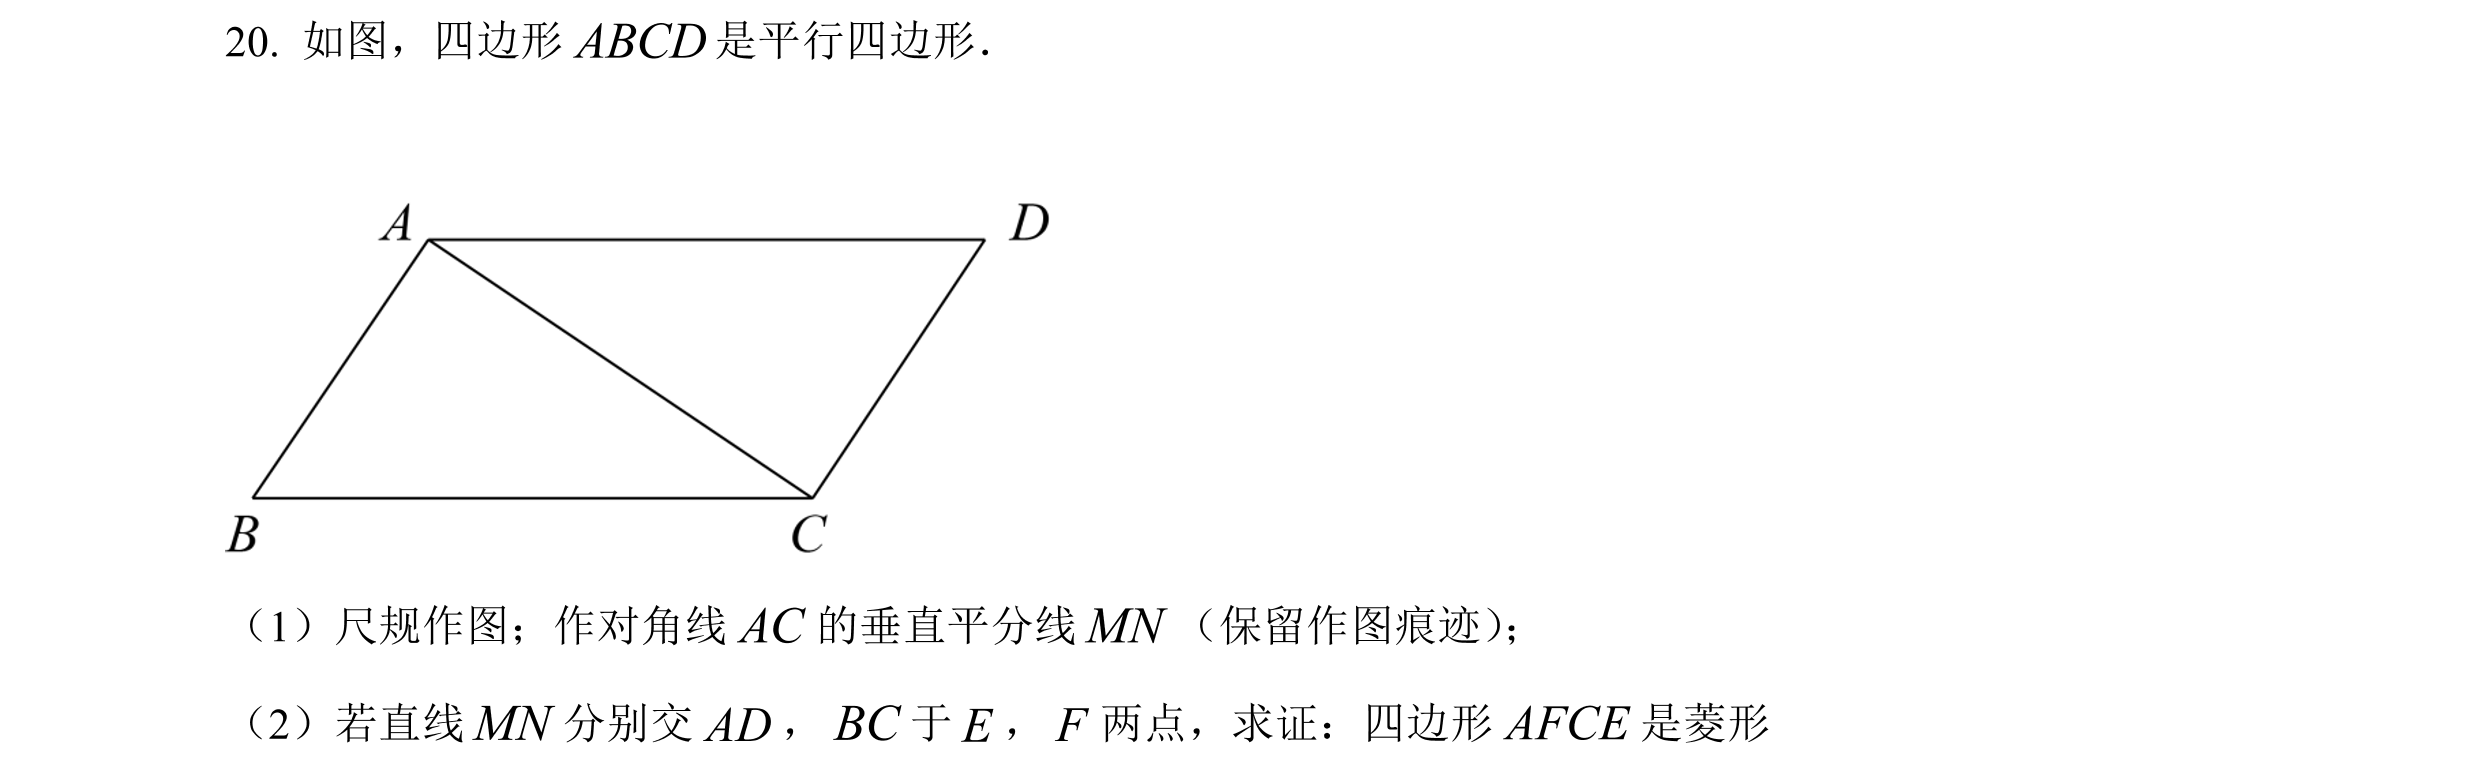 20. 如图，四边形 ABCD 是平行四边形．
A
D
B
C
（1）尺规作图；作对角线 AC 的垂直平分线 MN （保留作图痕迹）；
（2）若直线 MN 分别交 AD ， BC 于 E ， F 两点，求证：四边形 AFCE 是菱形